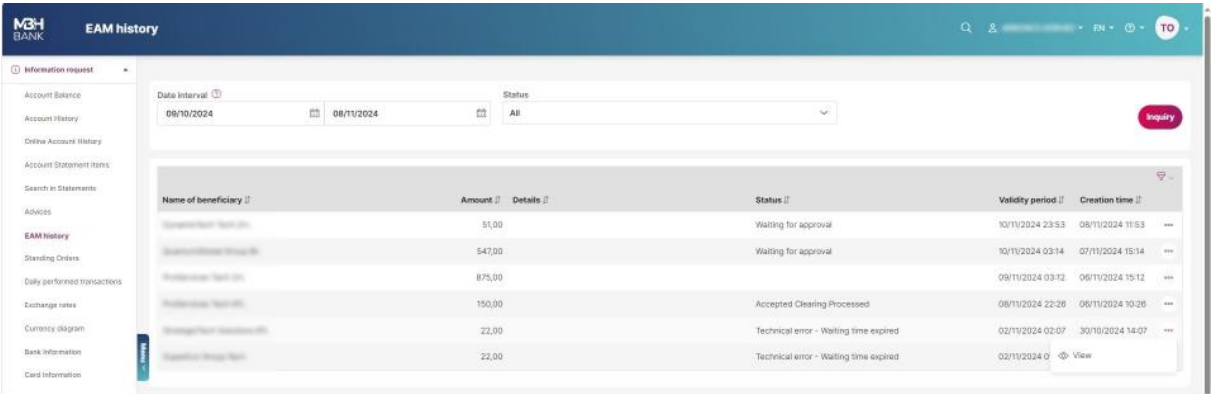 MBH
BANK
EAM history
EN
TO
Information request
Account Balance
Account History
Online Account History
Account Statement Items
Search in Statements
Advices
EAM history
Standing Orders
Daily performed transactions
Exchange rates
Currency diagram
Bank Information
Card Information
Menu
Date interval
Status
09/10/2024 08/11/2024 All
Inquiry
Name of beneficiary Amount Details Status Validity period Creation time
51,00 Waiting for approval 10/11/2024 23:53 08/11/2024 11:53
547,00 Waiting for approval 10/11/2024 03:14 07/11/2024 15:14
875,00 09/11/2024 03:12 06/11/2024 15:12
150,00 Accepted Clearing Processed 08/11/2024 22:26 06/11/2024 10:26
22,00 Technical error - Waiting time expired 02/11/2024 02:07 30/10/2024 14:07
22,00 Technical error - Waiting time expired 02/11/2024 View